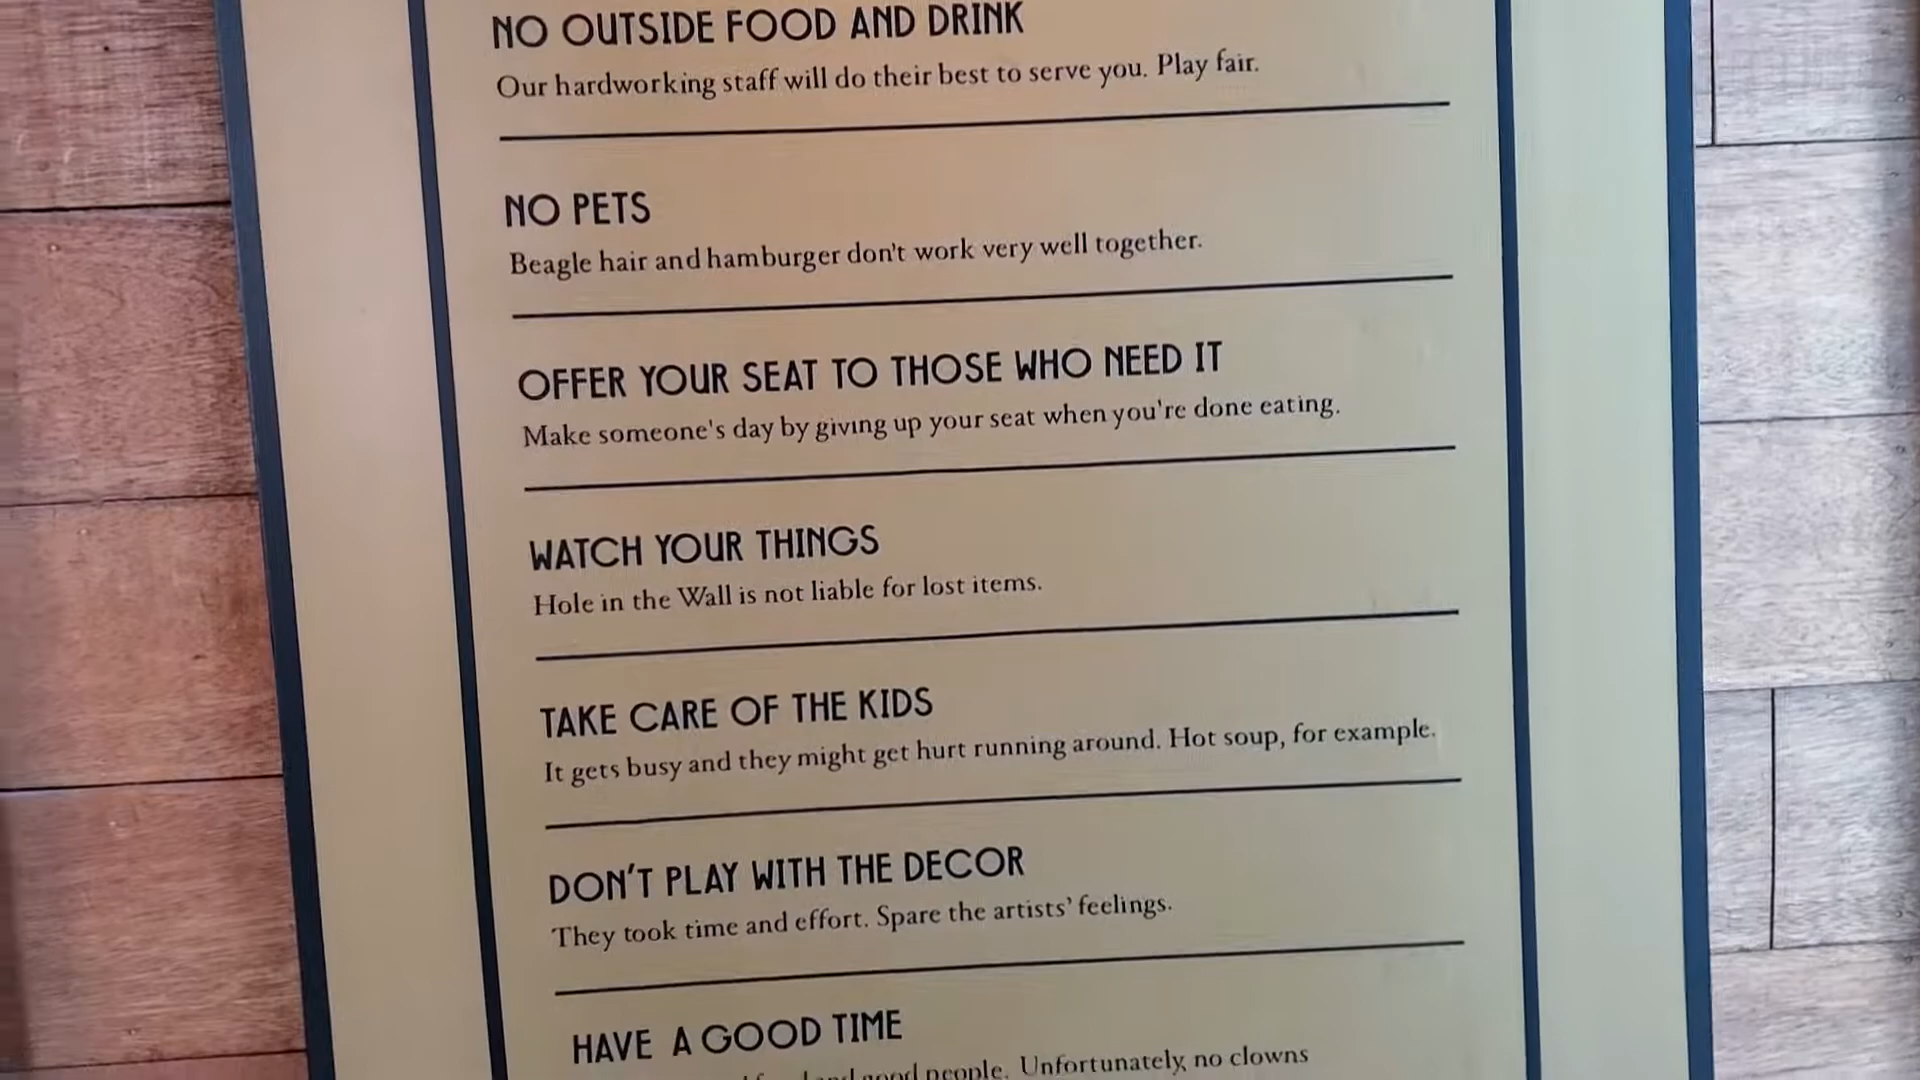 NO OUTSIDE FOOD AND DRINK
Our hardworking staff will do their best to serve you. Play fair.
NO PETS
Beagle hair and hamburger don't work very well together.
OFFER YOUR SEAT TO THOSE WHO NEED IT
Make someone's day by giving up your seat when you're done eating.
WATCH YOUR THINGS
Hole in the Wall is not liable for lost items.
TAKE CARE OF THE KIDS
It gets busy and they might get hurt running around. Hot soup, for example.
DON'T PLAY WITH THE DECOR
They took time and effort. Spare the artists' feelings.
HAVE A GOOD TIME
and good people. Unfortunately, no clowns